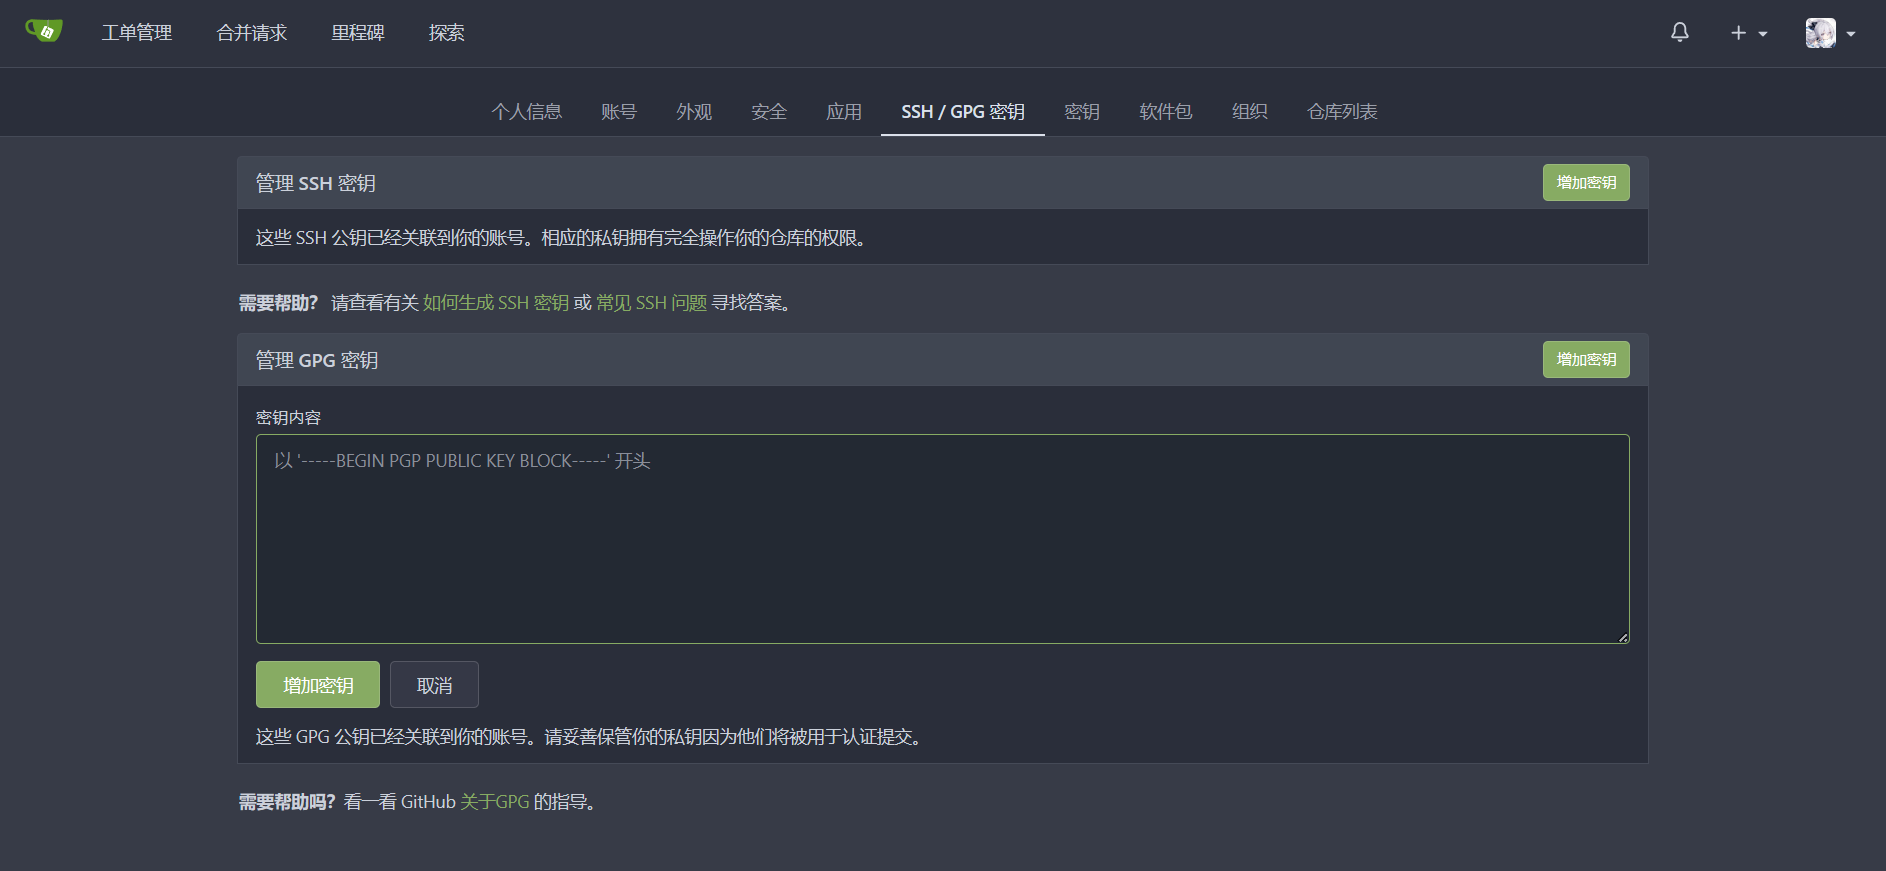 工单管理 合并请求 里程碑 探索
个人信息 账号 外观 安全 应用 SSH / GPG 密钥 密钥 软件包 组织 仓库列表
管理 SSH 密钥 增加密钥
这些 SSH 公钥已经关联到你的账号。相应的私钥拥有完全操作你的仓库的权限。
需要帮助? 请查看有关 如何生成 SSH 密钥 或 常见 SSH 问题 寻找答案。
管理 GPG 密钥 增加密钥
密钥内容
以 '-----BEGIN PGP PUBLIC KEY BLOCK-----' 开头
增加密钥 取消
这些 GPG 公钥已经关联到你的账号。请妥善保管你的私钥因为他们将被用于认证提交。
需要帮助吗? 看一看 GitHub 关于GPG 的指导。